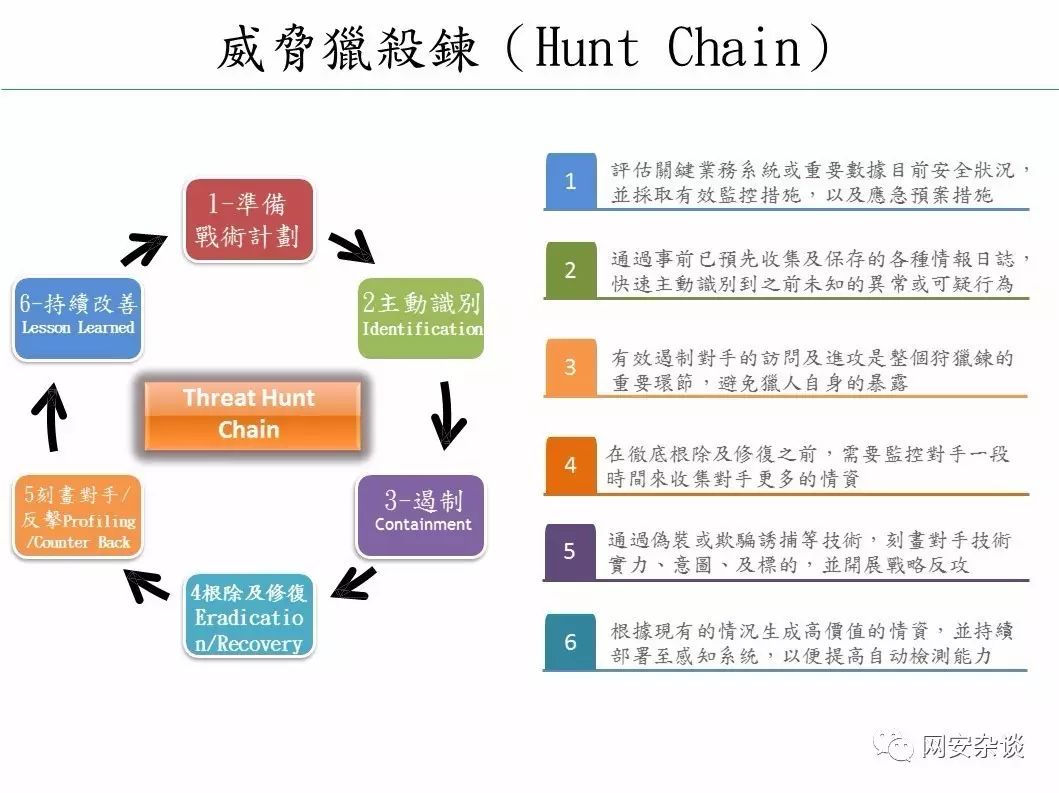 威脅獵殺鍊（Hunt Chain）
1-準備
戰術計劃
2主動識別
Identification
3-遏制
Containment
4根除及修復
Eradicatio
n/Recovery
5刻畫對手/
反擊Profiling
/Counter Back
6-持續改善
Lesson Learned
Threat Hunt
Chain
1
評估關鍵業務系統或重要數據目前安全狀況，
並採取有效監控措施，以及應急預案措施
2
通過事前已預先收集及保存的各種情報日誌，
快速主動識別到之前未知的異常或可疑行為
3
有效遏制對手的訪問及進攻是整個狩獵鍊的
重要環節，避免獵人自身的暴露
4
在徹底根除及修復之前，需要監控對手一段
時間來收集對手更多的情資
5
通過偽裝或欺騙誘捕等技術，刻畫對手技術
實力、意圖、及標的，並開展戰略反攻
6
根據現有的情況生成高價值的情資，並持續
部署至感知系統，以便提高自动檢測能力
网安杂谈